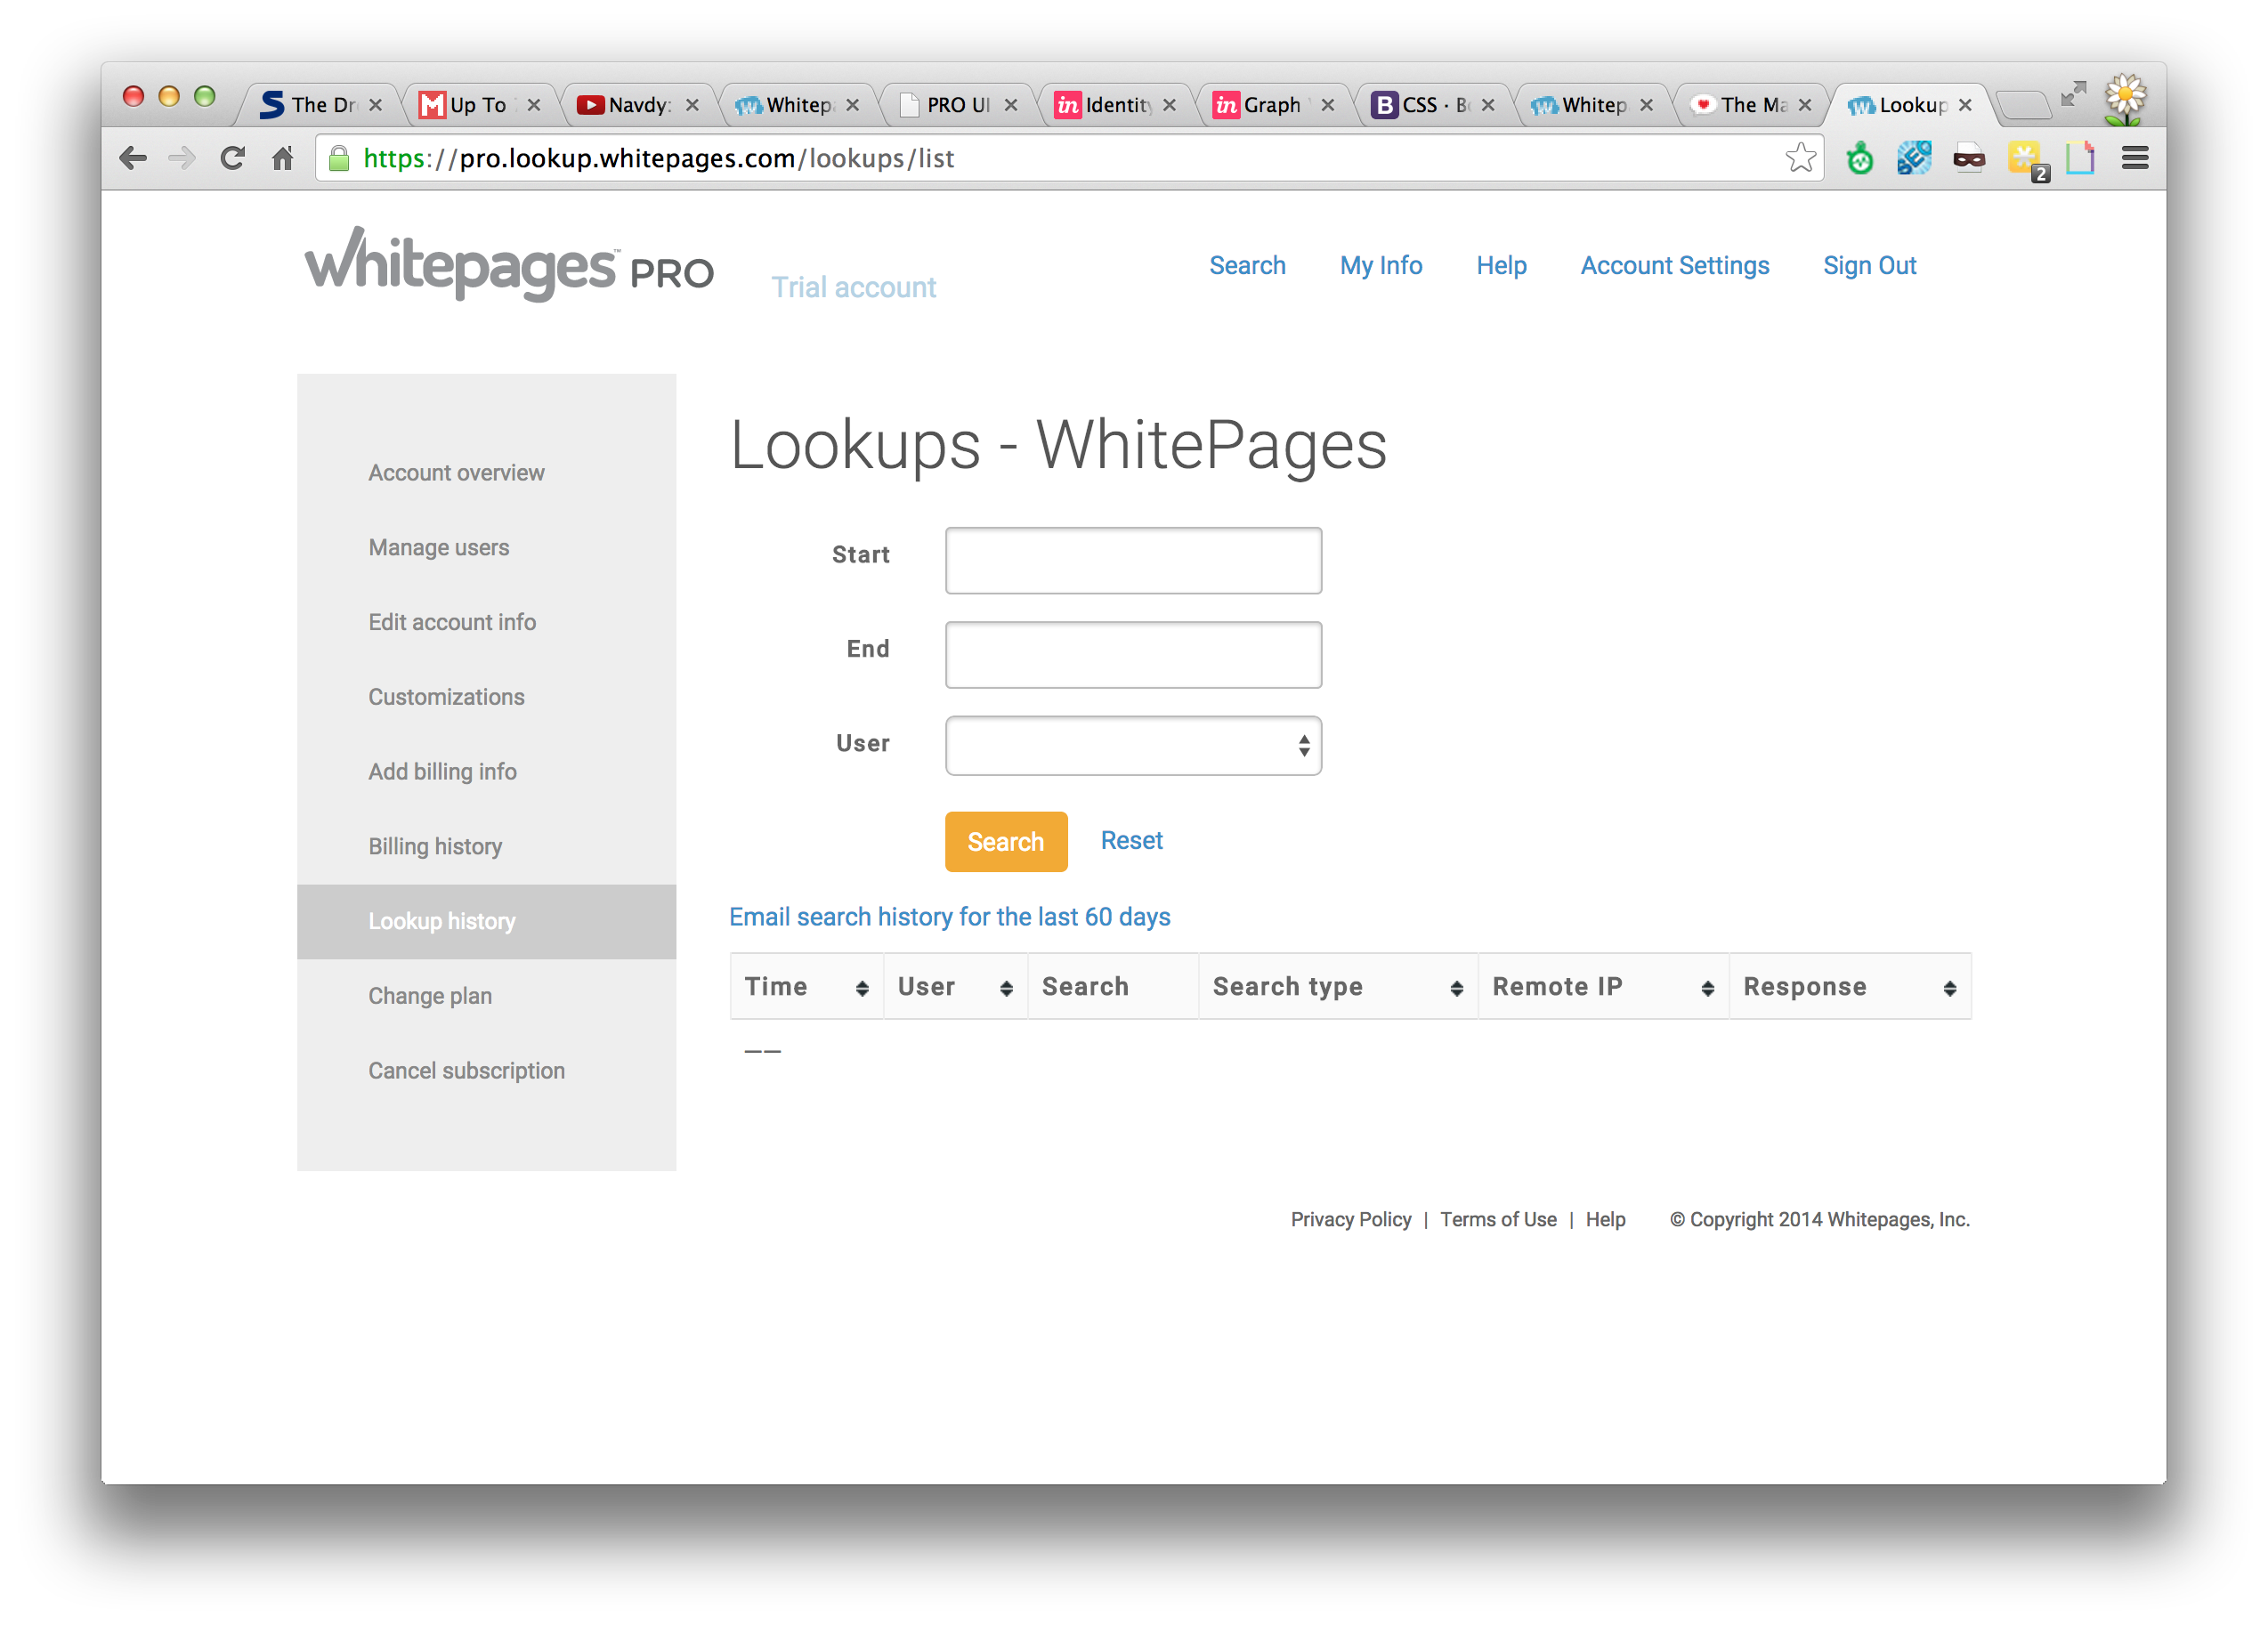 The Dr
Up To
Navdy:
Whitep
PRO UI
Identity
Graph
CSS · Bo
Whitep
The Ma
Lookup
https://pro.lookup.whitepages.com/lookups/list
2
whitepages™ PRO
Trial account
Search
My Info
Help
Account Settings
Sign Out
Account overview
Manage users
Edit account info
Customizations
Add billing info
Billing history
Lookup history
Change plan
Cancel subscription
Lookups - WhitePages
Start
End
User
Search Reset
Email search history for the last 60 days
Time User Search Search type Remote IP Response
——
Privacy Policy | Terms of Use | Help © Copyright 2014 Whitepages, Inc.